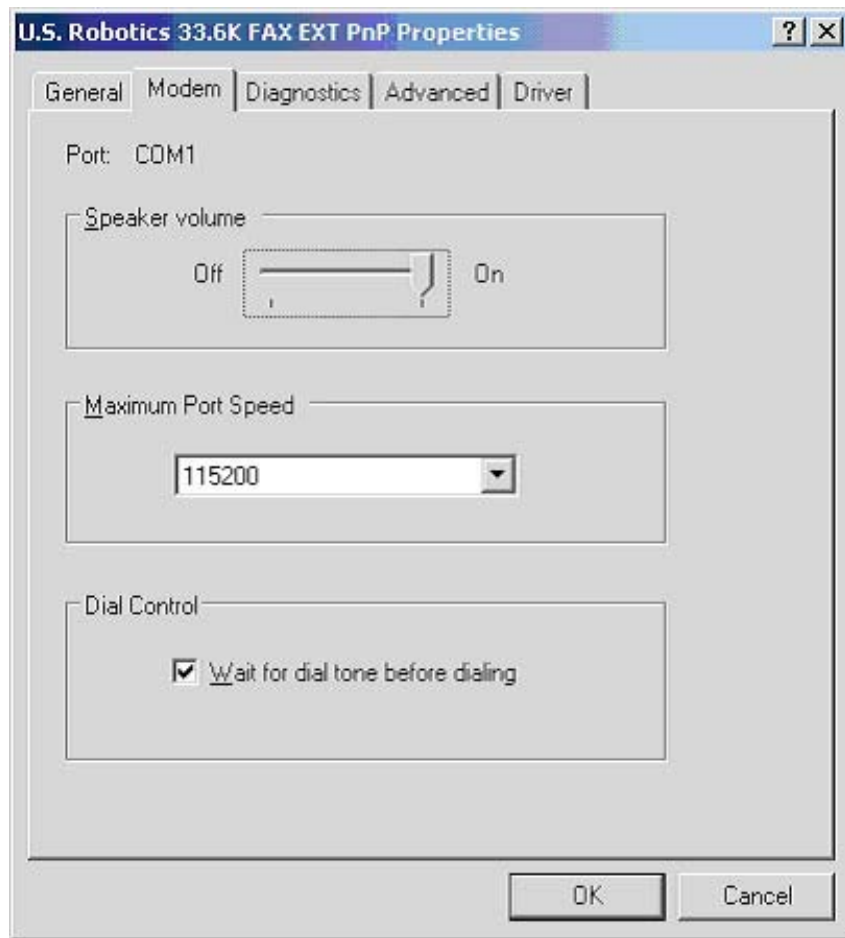 U.S. Robotics 33.6K FAX EXT PnP Properties ? X
General Modem Diagnostics Advanced Driver
Port: COM1
Speaker volume
Off On
Maximum Port Speed
115200
Dial Control
Wait for dial tone before dialing
OK Cancel